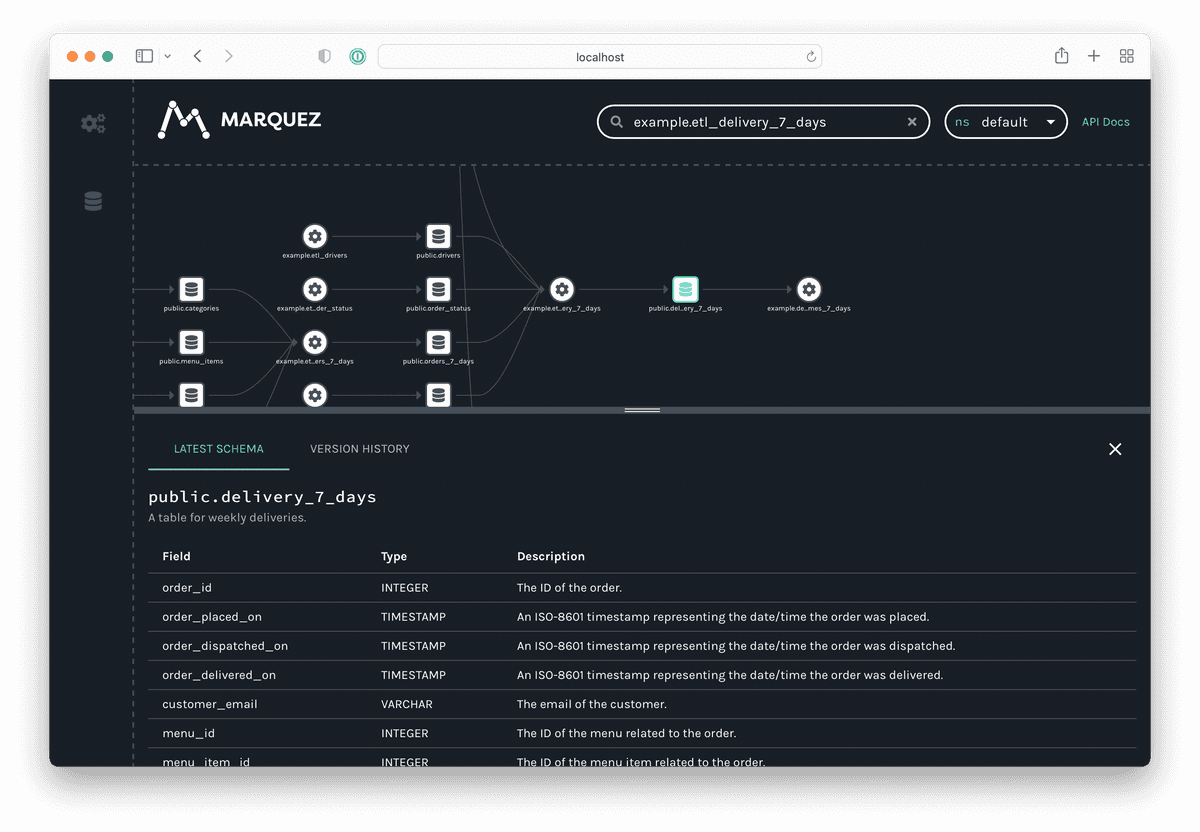 localhost
MARQUEZ
example.etl_delivery_7_days
ns default
API Docs
example.etl_drivers
public.drivers
public.categories
example.et...der_status
public.order_status
example.et...ery_7_days
public.del...ery_7_days
example.de...mes_7_days
public.menu_items
example.et...ers_7_days
public.orders_7_days
LATEST SCHEMA
VERSION HISTORY
public.delivery_7_days
A table for weekly deliveries.
Field Type Description
order_id INTEGER The ID of the order.
order_placed_on TIMESTAMP An ISO-8601 timestamp representing the date/time the order was placed.
order_dispatched_on TIMESTAMP An ISO-8601 timestamp representing the date/time the order was dispatched.
order_delivered_on TIMESTAMP An ISO-8601 timestamp representing the date/time the order was delivered.
customer_email VARCHAR The email of the customer.
menu_id INTEGER The ID of the menu related to the order.
menu_item_id INTEGER The ID of the menu item related to the order.